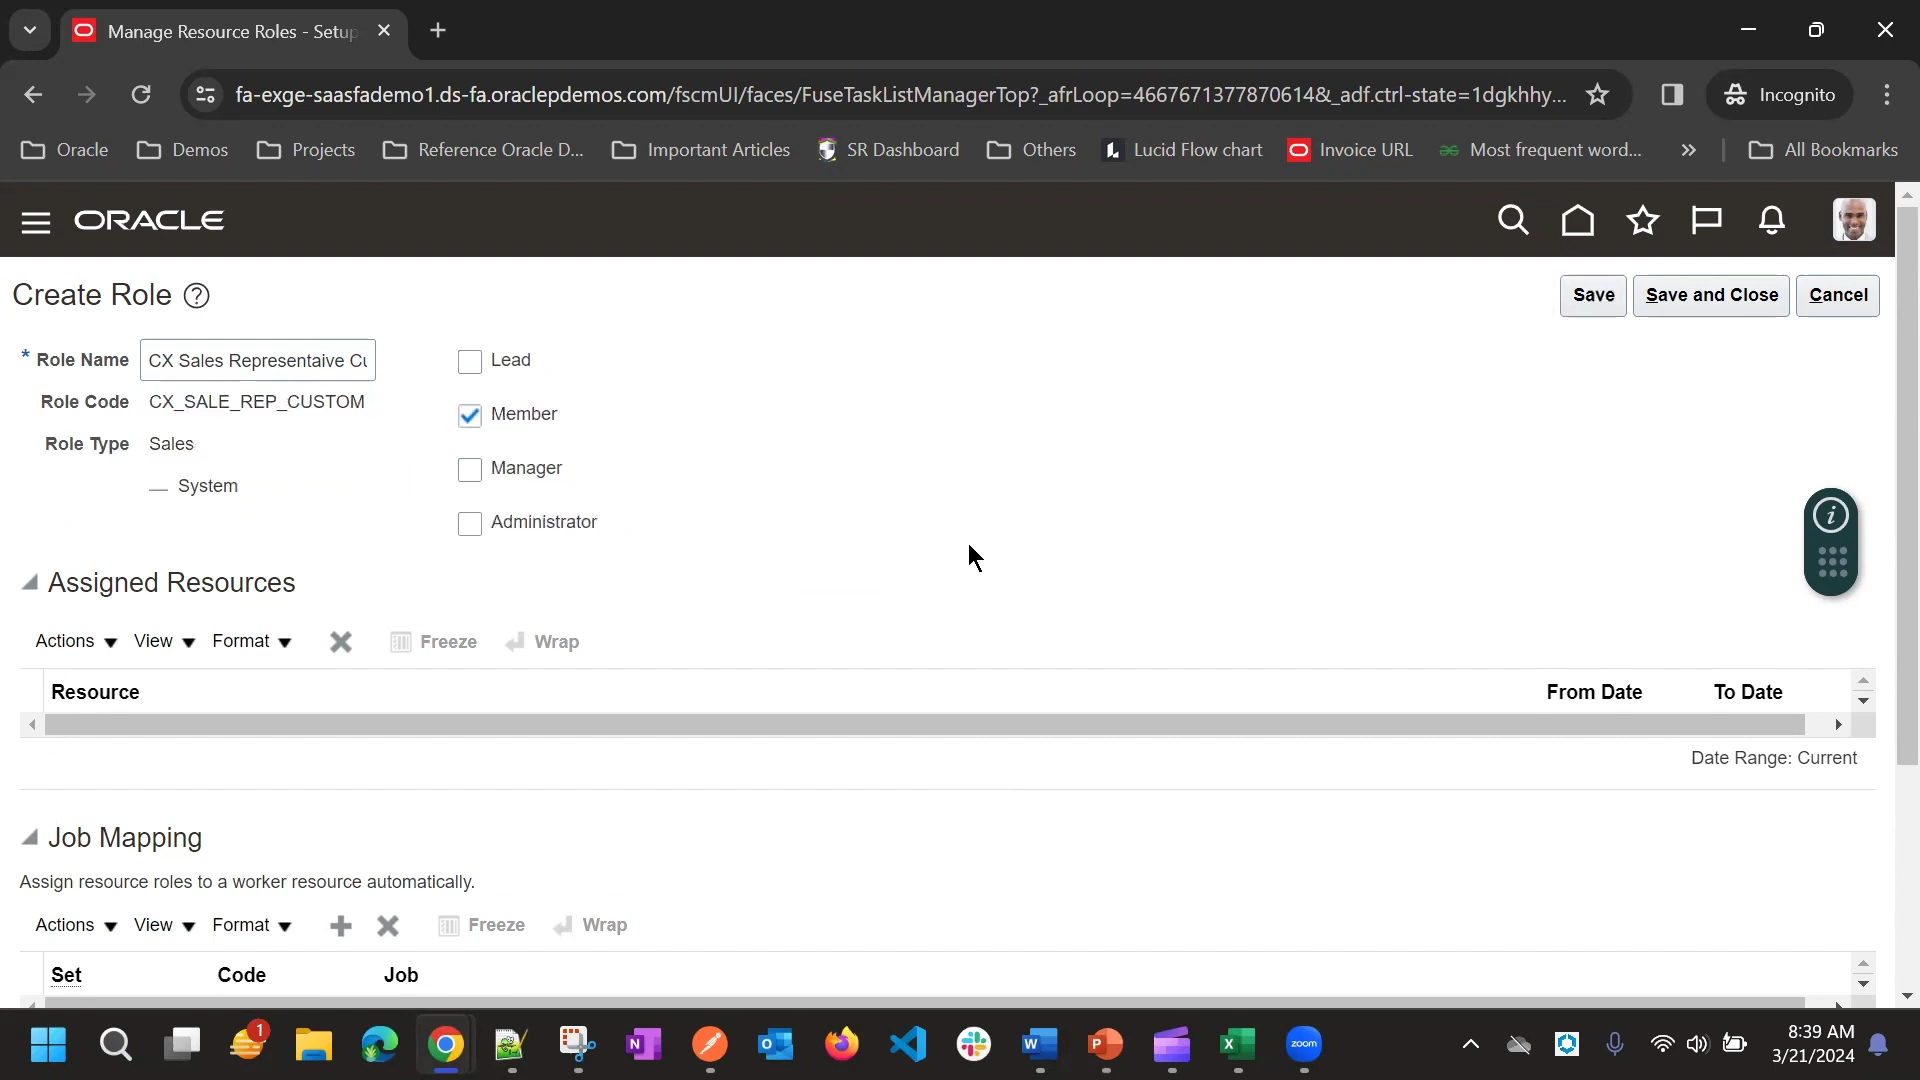 Manage Resource Roles - Setup
fa-exge-saasfademo1.ds-fa.oraclepdemos.com/fscmUI/faces/FuseTaskListManagerTop?_afrLoop=4667671377870614&_adf.ctrl-state=1dgkhhy...
Incognito
Oracle
Demos
Projects
Reference Oracle D...
Important Articles
SR Dashboard
Others
Lucid Flow chart
Invoice URL
Most frequent word...
All Bookmarks
ORACLE
Create Role
Save
Save and Close
Cancel
* Role Name CX Sales Representaive Cu
Lead
Role Code CX_SALE_REP_CUSTOM
Member
Role Type Sales
Manager
System
Administrator
Assigned Resources
Actions View Format Freeze Wrap
Resource From Date To Date
Date Range: Current
Job Mapping
Assign resource roles to a worker resource automatically.
Actions View Format Freeze Wrap
Set Code Job
1
zoom
8:39 AM
3/21/2024